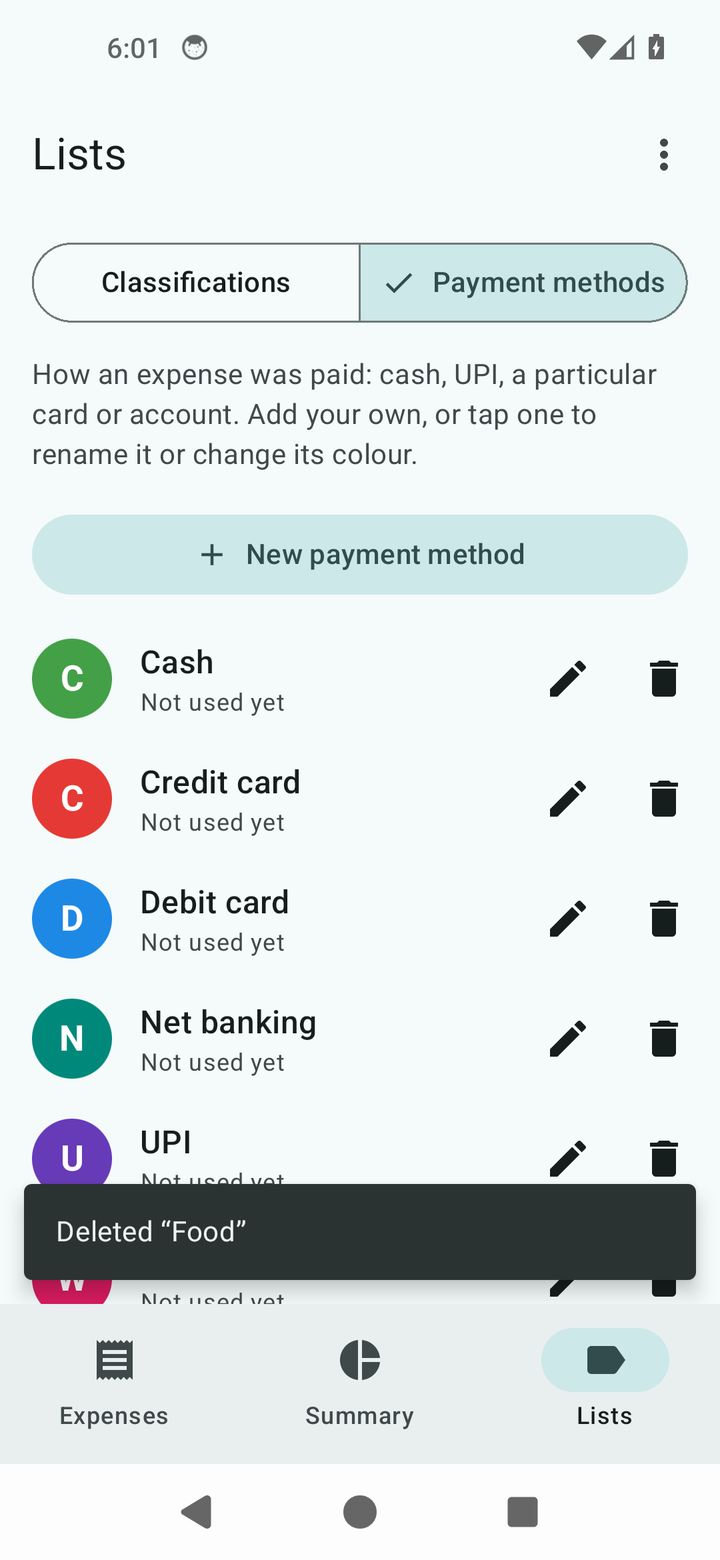 6:01
Lists
Classifications
Payment methods
How an expense was paid: cash, UPI, a particular
card or account. Add your own, or tap one to
rename it or change its colour.
New payment method
C
Cash
Not used yet
C
Credit card
Not used yet
D
Debit card
Not used yet
N
Net banking
Not used yet
U
UPI
Not used yet
Deleted “Food”
W
Not used yet
Expenses
Summary
Lists